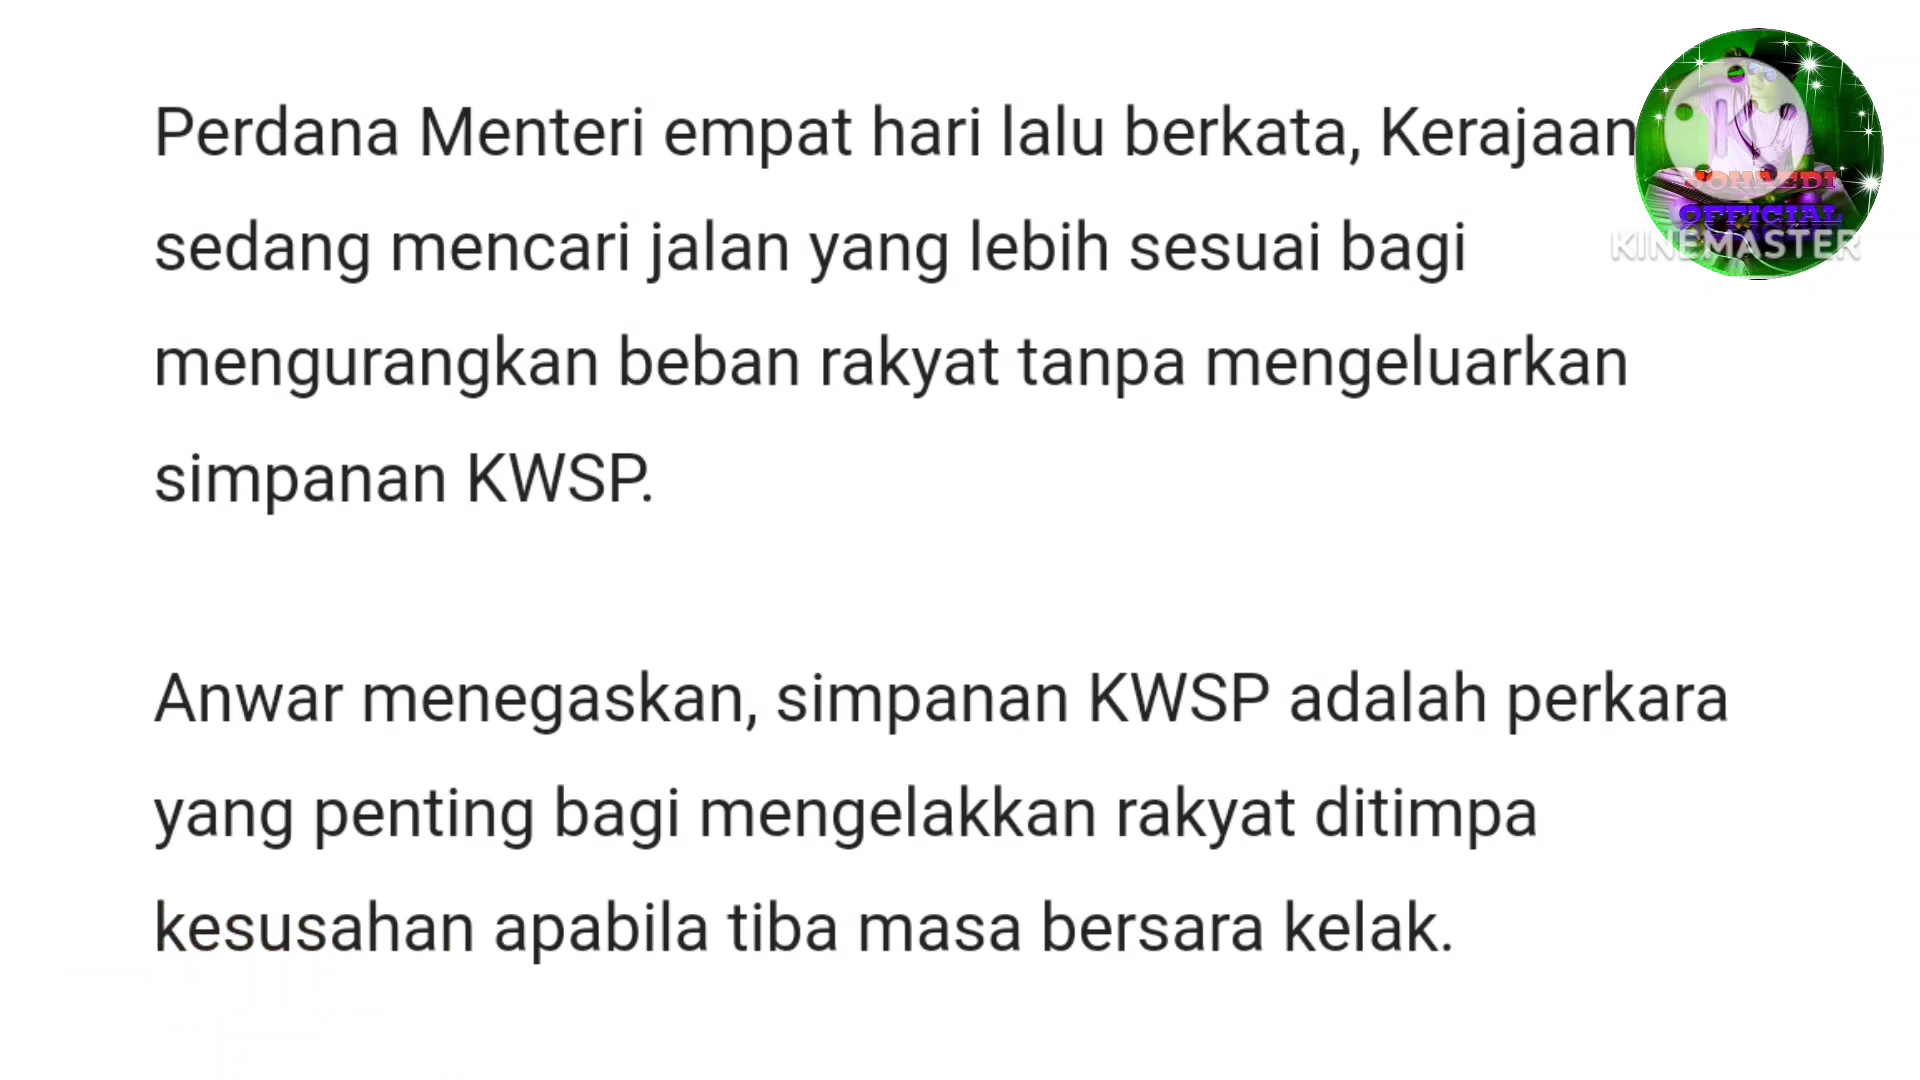 Perdana Menteri empat hari lalu berkata, Kerajaan
sedang mencari jalan yang lebih sesuai bagi
mengurangkan beban rakyat tanpa mengeluarkan
simpanan KWSP.
Anwar menegaskan, simpanan KWSP adalah perkara
yang penting bagi mengelakkan rakyat ditimpa
kesusahan apabila tiba masa bersara kelak.
OFFICIAL
KINEMASTER